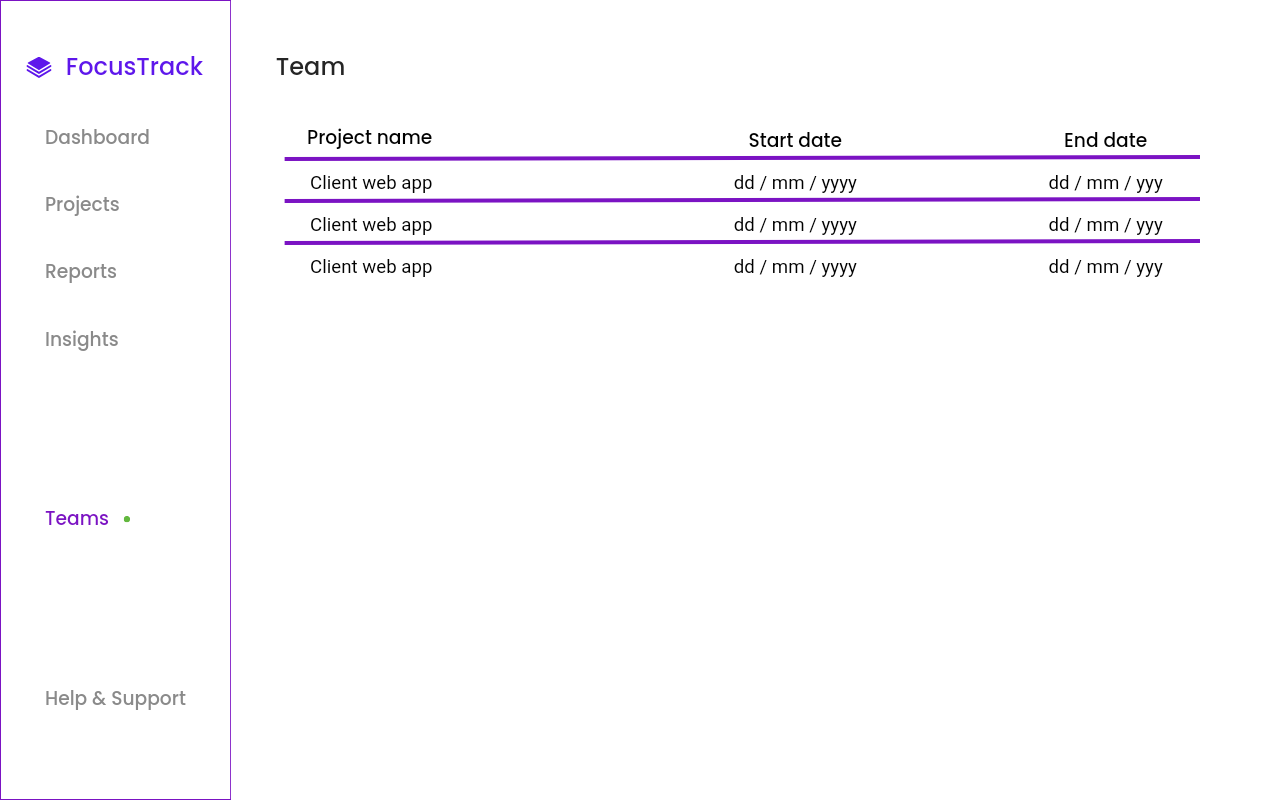 FocusTrack
Dashboard
Projects
Reports
Insights
Teams
Help & Support
Team
Project name Start date End date
Client web app dd / mm / yyyy dd / mm / yyy
Client web app dd / mm / yyyy dd / mm / yyy
Client web app dd / mm / yyyy dd / mm / yyy